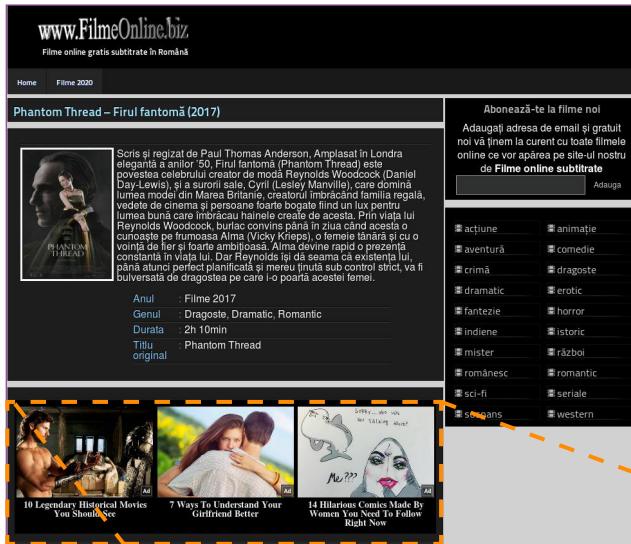 www.FilmeOnline.biz
Filme online gratis subtitrate în Română
Home
Filme 2020
Phantom Thread – Firul fantomă (2017)
PHANTOM
THREAD
Scris și regizat de Paul Thomas Anderson, Amplasat în Londra
elegantă a anilor '50, Firul fantomă (Phantom Thread) este
povestea celebrului creator de modă Reynolds Woodcock (Daniel
Day-Lewis), și a surorii sale, Cyril (Lesley Manville), care domină
lumea modei din Marea Britanie, creatorul îmbrăcând familia regală,
vedete de cinema și persoane foarte bogate fiind un lux pentru
lumea bună care îmbrăcau hainele create de acesta. Prin viața lui
Reynolds Woodcock, burlac convins până în ziua când acesta o
cunoaște pe frumoasa Alma (Vicky Krieps), o femeie tânără și cu o
voință de fier și foarte ambițioasă. Alma devine rapid o prezență
constantă în viața lui. Dar Reynolds își dă seama că existența lui,
până atunci perfect planificată și mereu ținută sub control strict, va fi
bulversată de dragostea pe care i-o poartă acestei femei.
Anul : Filme 2017
Genul : Dragoste, Dramatic, Romantic
Durata : 2h 10min
Titlu : Phantom Thread
original
Ad
Ad
Sorry... who was
he talking about?
Me???
Ad
10 Legendary Historical Movies
You Should See
7 Ways To Understand Your
Girlfriend Better
14 Hilarious Comics Made By
Women You Need To Follow
Right Now
Abonează-te la filme noi
Adaugați adresa de email și gratuit
noi vă ținem la curent cu toate filmele
online ce vor apărea pe site-ul nostru
de Filme online subtitrate
Adauga
acțiune
animație
aventură
comedie
crimă
dragoste
dramatic
erotic
fantezie
horror
indiene
istoric
mister
război
românesc
romantic
sci-fi
seriale
suspans
western